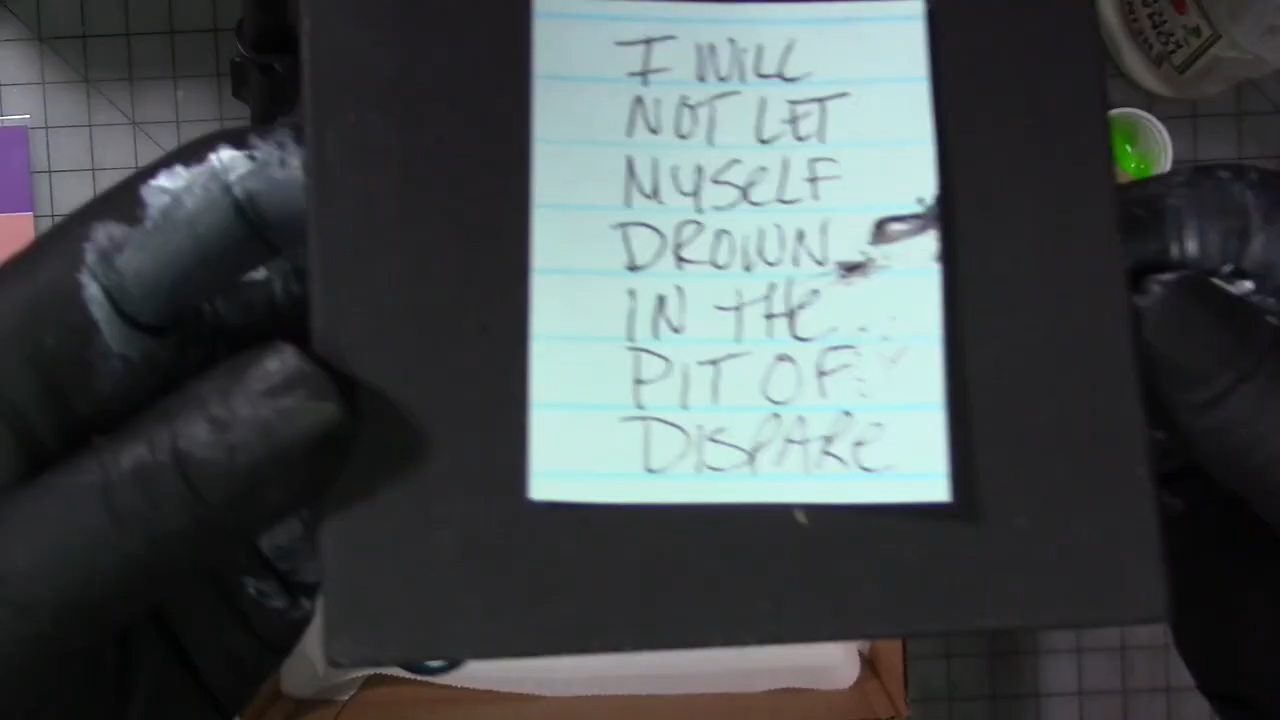 I WILL
NOT LET
MYSELF
DROWN
IN THE
PIT OF
DISPARE